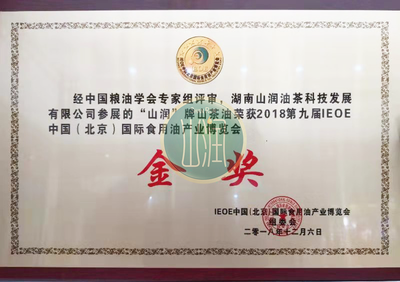 经中国粮油学会专家组评审，湖南山润油茶科技发展
有限公司参展的“山润”牌山茶油荣获2018第九届IEOE
中国（北京）国际食用油产业博览会
山润
金奖
IEOE中国(北京)国际食用油产业博览会
组委会
二零一八年十二月六日